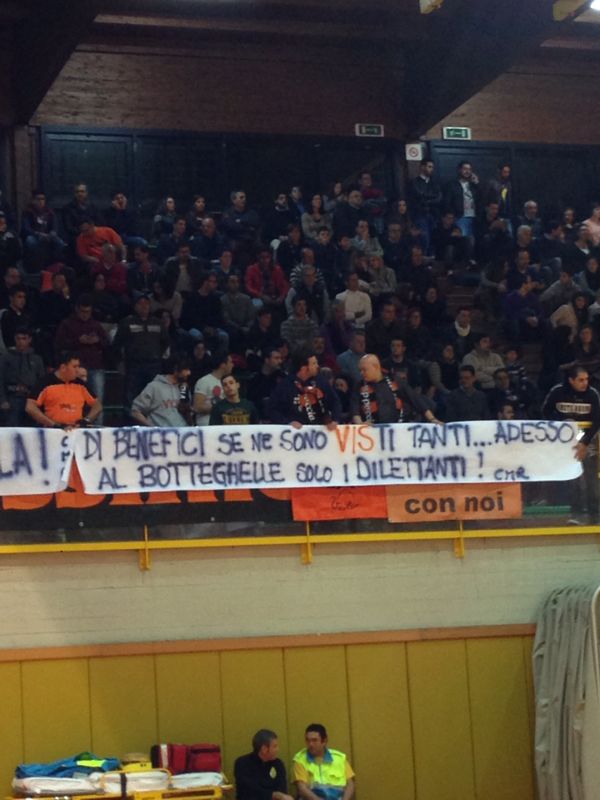 LA!
DI BENEFICI SE NE SONO VISTI TANTI... ADESSO
AL BOTTEGHELLE SOLO I DILETTANTI! CNR
con noi